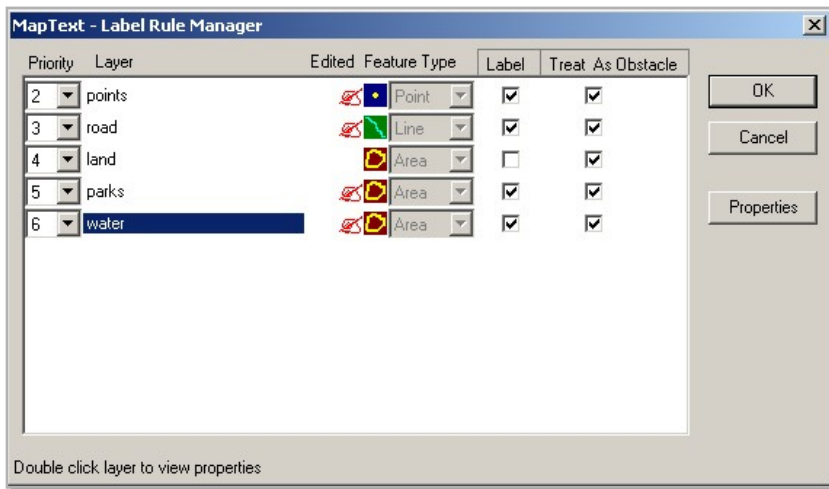 MapText - Label Rule Manager
Priority Layer Edited Feature Type Label Treat As Obstacle
2 points Point
3 road Line
4 land Area
5 parks Area
6 water Area
OK
Cancel
Properties
Double click layer to view properties